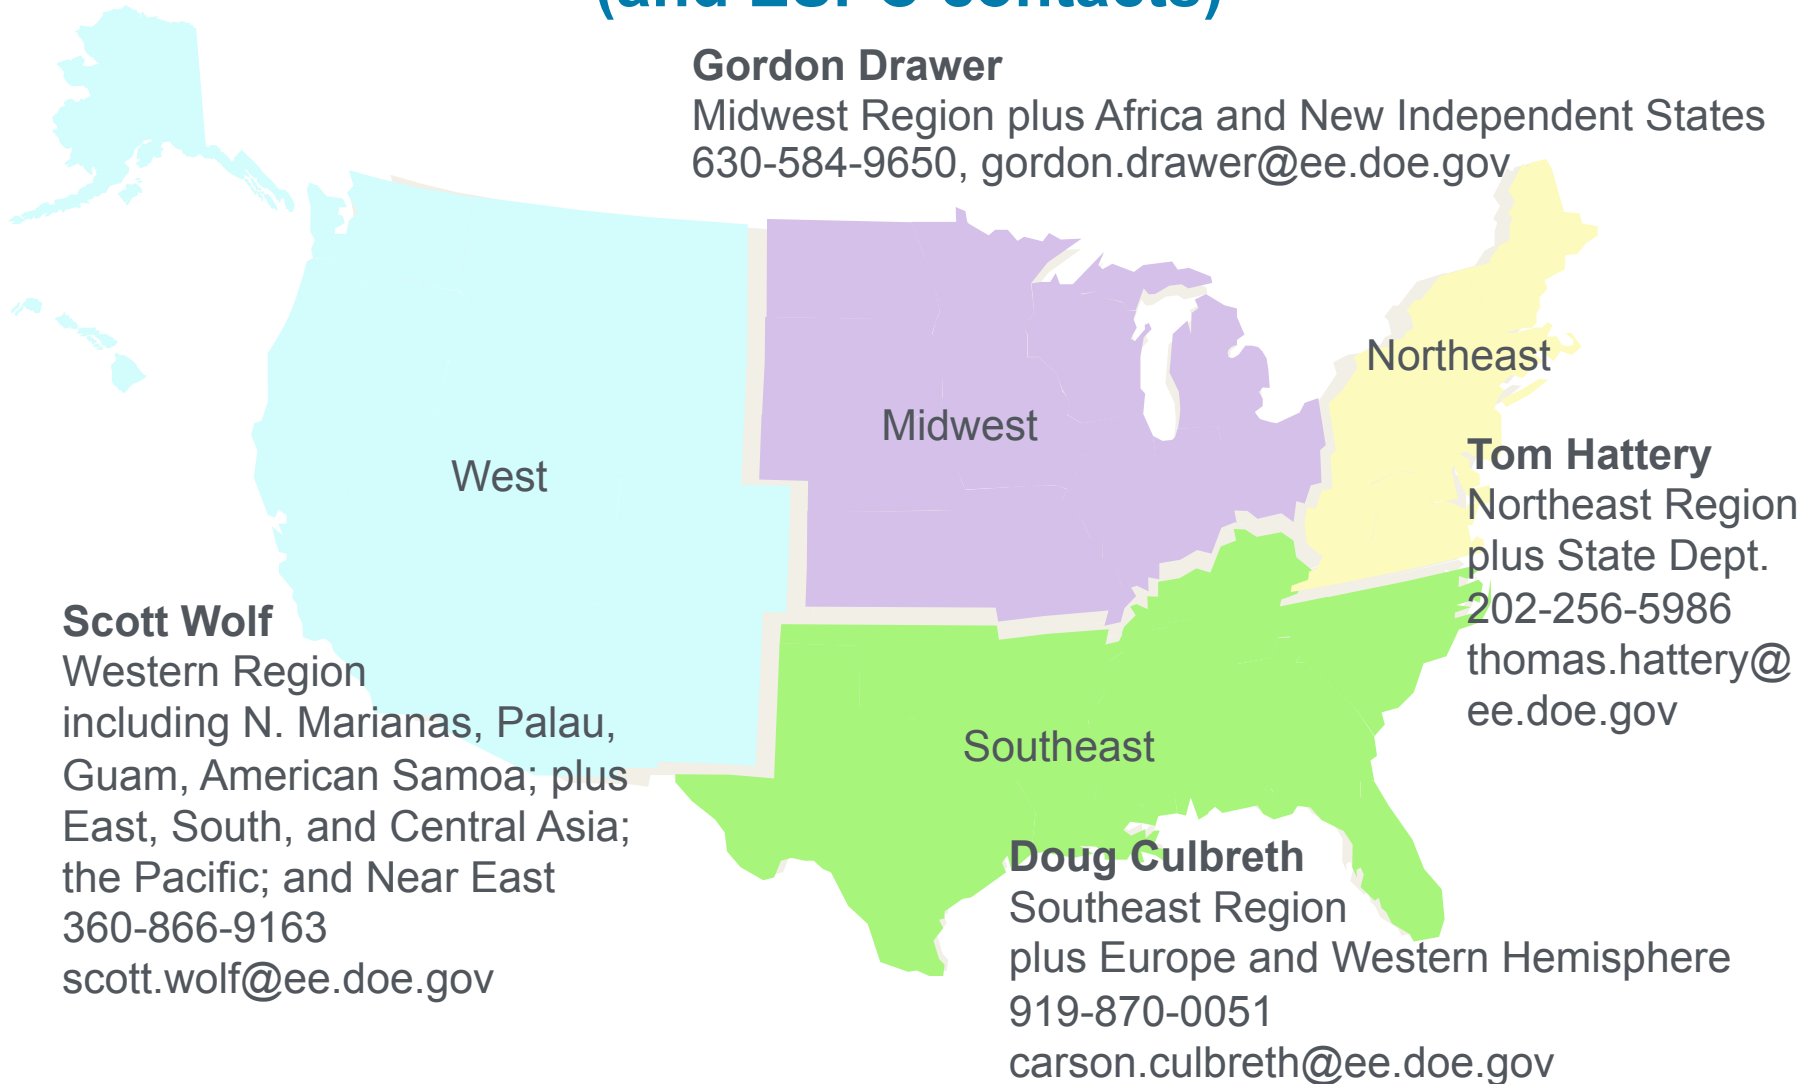 (and ESPC contacts)
Gordon Drawer
Midwest Region plus Africa and New Independent States
630-584-9650, gordon.drawer@ee.doe.gov
Northeast
Midwest
West
Tom Hattery
Northeast Region
plus State Dept.
202-256-5986
thomas.hattery@
ee.doe.gov
Scott Wolf
Western Region
including N. Marianas, Palau,
Guam, American Samoa; plus
East, South, and Central Asia;
the Pacific; and Near East
360-866-9163
scott.wolf@ee.doe.gov
Southeast
Doug Culbreth
Southeast Region
plus Europe and Western Hemisphere
919-870-0051
carson.culbreth@ee.doe.gov